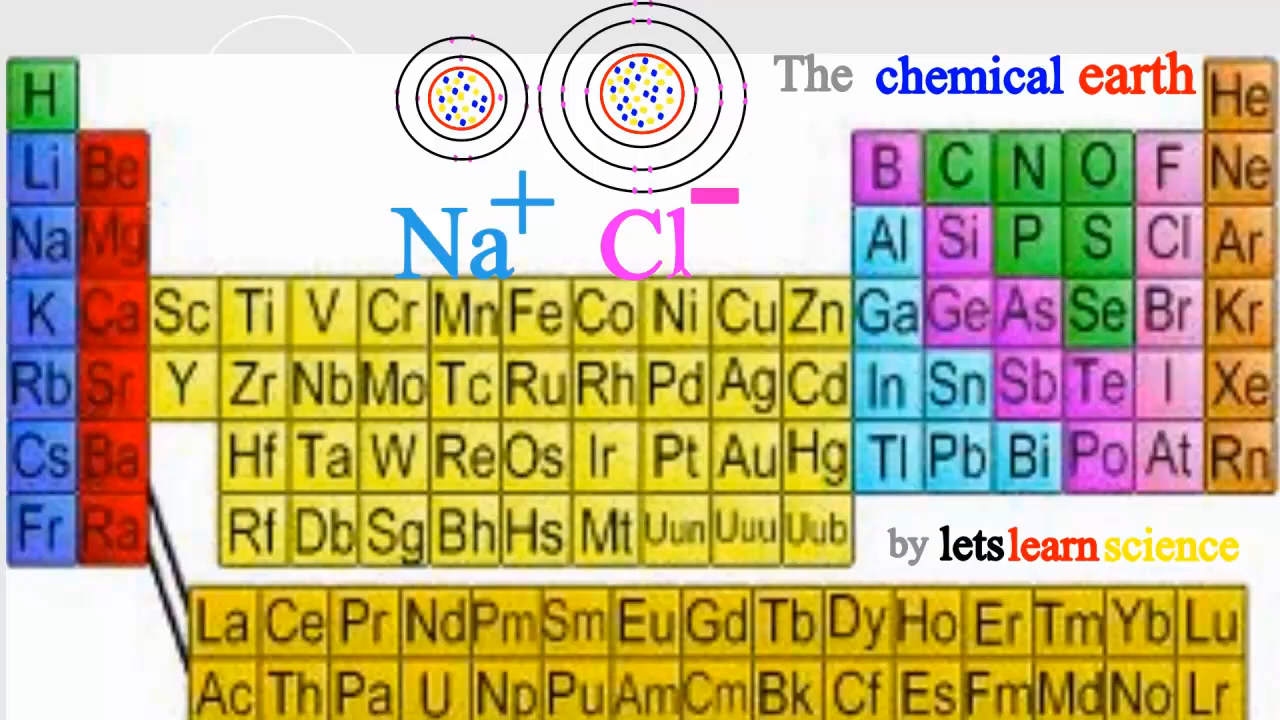 The chemical earth
H He
Li Be B C N O F Ne
Na+ Cl−
Na Mg Al Si P S Cl Ar
K Ca Sc Ti V Cr Mn Fe Co Ni Cu Zn Ga Ge As Se Br Kr
Rb Sr Y Zr Nb Mo Tc Ru Rh Pd Ag Cd In Sn Sb Te I Xe
Cs Ba Hf Ta W Re Os Ir Pt Au Hg Tl Pb Bi Po At Rn
Fr Ra Rf Db Sg Bh Hs Mt Uun Uuu Uub
by letslearnscience
La Ce Pr Nd Pm Sm Eu Gd Tb Dy Ho Er Tm Yb Lu
Ac Th Pa U Np Pu Am Cm Bk Cf Es Fm Md No Lr